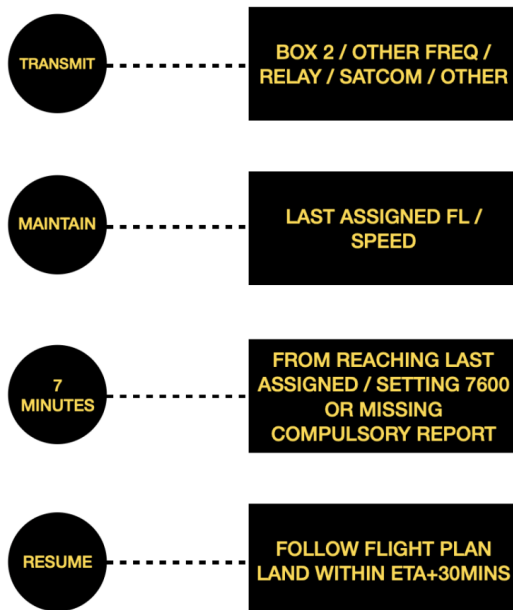 TRANSMIT
BOX 2 / OTHER FREQ /
RELAY / SATCOM / OTHER
MAINTAIN
LAST ASSIGNED FL /
SPEED
7
MINUTES
FROM REACHING LAST
ASSIGNED / SETTING 7600
OR MISSING
COMPULSORY REPORT
RESUME
FOLLOW FLIGHT PLAN
LAND WITHIN ETA+30MINS